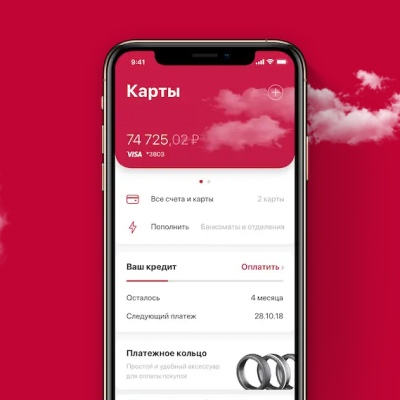 9:41
Карты
74 725,02 ₽
VISA *3803
Все счета и карты 2 карты
Пополнить Банкоматы и отделения
Ваш кредит Оплатить ›
Осталось 4 месяца
Следующий платеж 28.10.18
Платежное кольцо
Простой и удобный аксессуар
для оплаты покупок